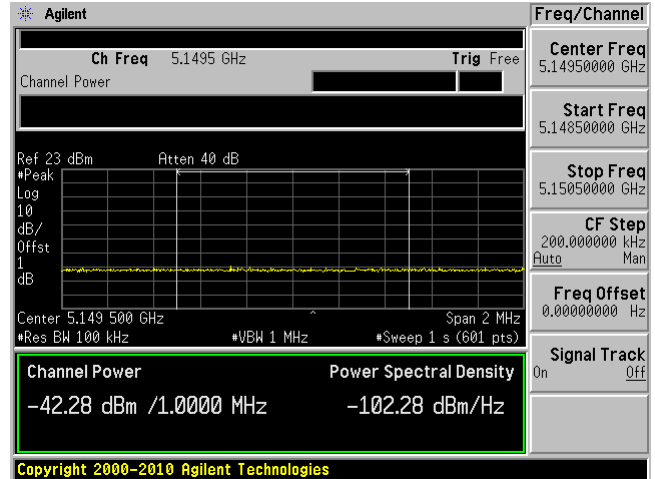 Agilent
Freq/Channel
Ch Freq 5.1495 GHz Trig Free
Channel Power
Center Freq
5.14950000 GHz
Start Freq
5.14850000 GHz
Stop Freq
5.15050000 GHz
CF Step
200.000000 kHz
Auto Man
Freq Offset
0.00000000 Hz
Signal Track
On Off
Ref 23 dBm Atten 40 dB
#Peak
Log
10
dB/
Offst
1
dB
Center 5.149 500 GHz Span 2 MHz
#Res BW 100 kHz #VBW 1 MHz #Sweep 1 s (601 pts)
Channel Power Power Spectral Density
-42.28 dBm /1.0000 MHz -102.28 dBm/Hz
Copyright 2000-2010 Agilent Technologies